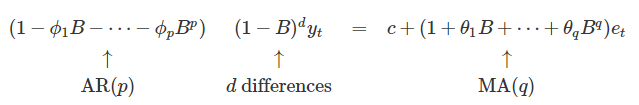 (1 − ϕ₁B − ⋯ − ϕₚBᵖ) (1 − B)ᵈyₜ = c + (1 + θ₁B + ⋯ + θ_qB^q)eₜ
↑ ↑ ↑
AR(p) d differences MA(q)